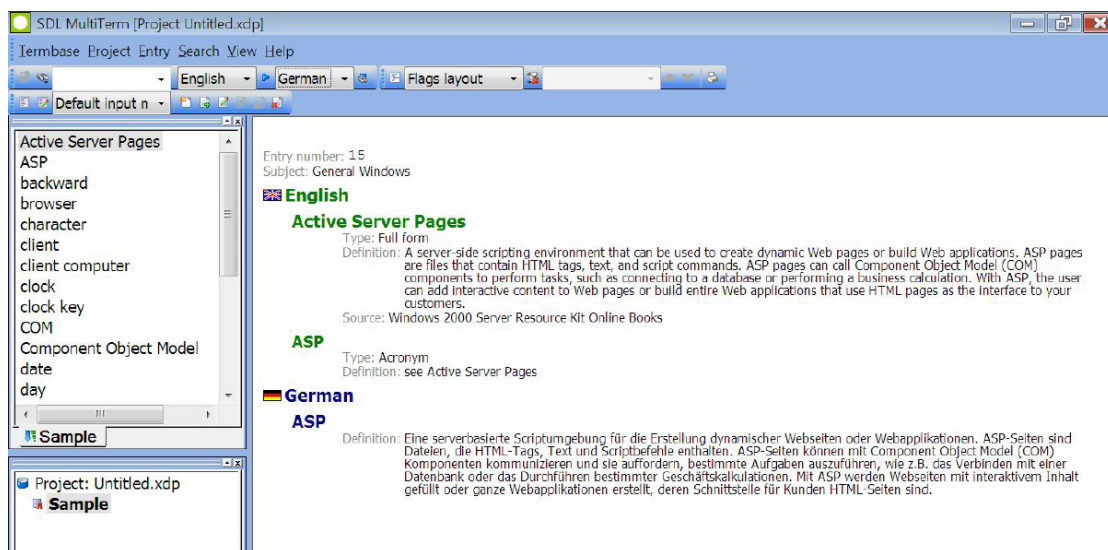 SDL MultiTerm [Project Untitled.xdp]
Termbase Project Entry Search View Help
English German Flags layout
Default input n
Active Server Pages
ASP
backward
browser
character
client
client computer
clock
clock key
COM
Component Object Model
date
day
Sample
Project: Untitled.xdp
Sample
Entry number: 15
Subject: General Windows
English
Active Server Pages
Type: Full form
Definition: A server-side scripting environment that can be used to create dynamic Web pages or build Web applications. ASP pages
are files that contain HTML tags, text, and script commands. ASP pages can call Component Object Model (COM)
components to perform tasks, such as connecting to a database or performing a business calculation. With ASP, the user
can add interactive content to Web pages or build entire Web applications that use HTML pages as the interface to your
customers.
Source: Windows 2000 Server Resource Kit Online Books
ASP
Type: Acronym
Definition: see Active Server Pages
German
ASP
Definition: Eine serverbasierte Scriptumgebung für die Erstellung dynamischer Webseiten oder Webapplikationen. ASP-Seiten sind
Dateien, die HTML-Tags, Text und Scriptbefehle enthalten. ASP-Seiten können mit Component Object Model (COM)
Komponenten kommunizieren und sie auffordern, bestimmte Aufgaben auszuführen, wie z.B. das Verbinden mit einer
Datenbank oder das Durchführen bestimmter Geschäftskalkulationen. Mit ASP werden Webseiten mit interaktivem Inhalt
gefüllt oder ganze Webapplikationen erstellt, deren Schnittstelle für Kunden HTML-Seiten sind.